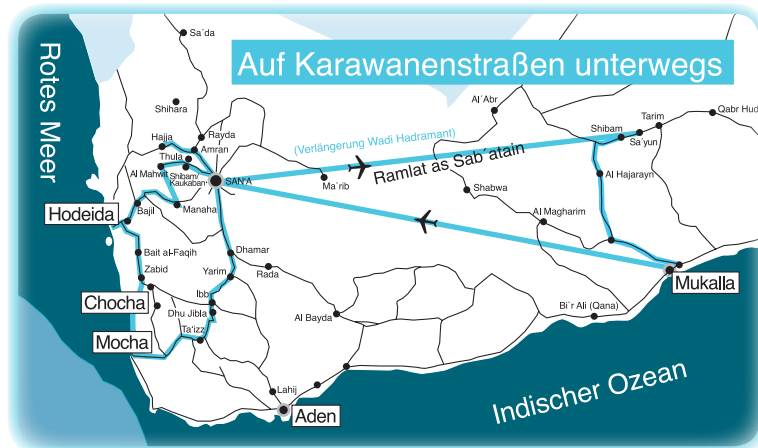 Auf Karawanenstraßen unterwegs
Rotes Meer
Sa´da
Shihara
Rayda
Hajja
Amran
Thula
Al Mahwit
Shibam/
Kaukaban
SAN'A
(Verlängerung Wadi Hadramant)
Ramlat as Sab´atain
Ma`rib
Al´Abr
Shibam
Tarim
Sa'yun
Qabr Hud
Al Hajarayn
Shabwa
Al Magharim
Hodeida
Bajil
Manaha
Bait al-Faqih
Zabid
Chocha
Mocha
Dhamar
Rada
Yarim
Ibb
Dhu Jibla
Ta'izz
Al Bayda
Bi`r Ali (Qana)
Mukalla
Lahij
Aden
Indischer Ozean